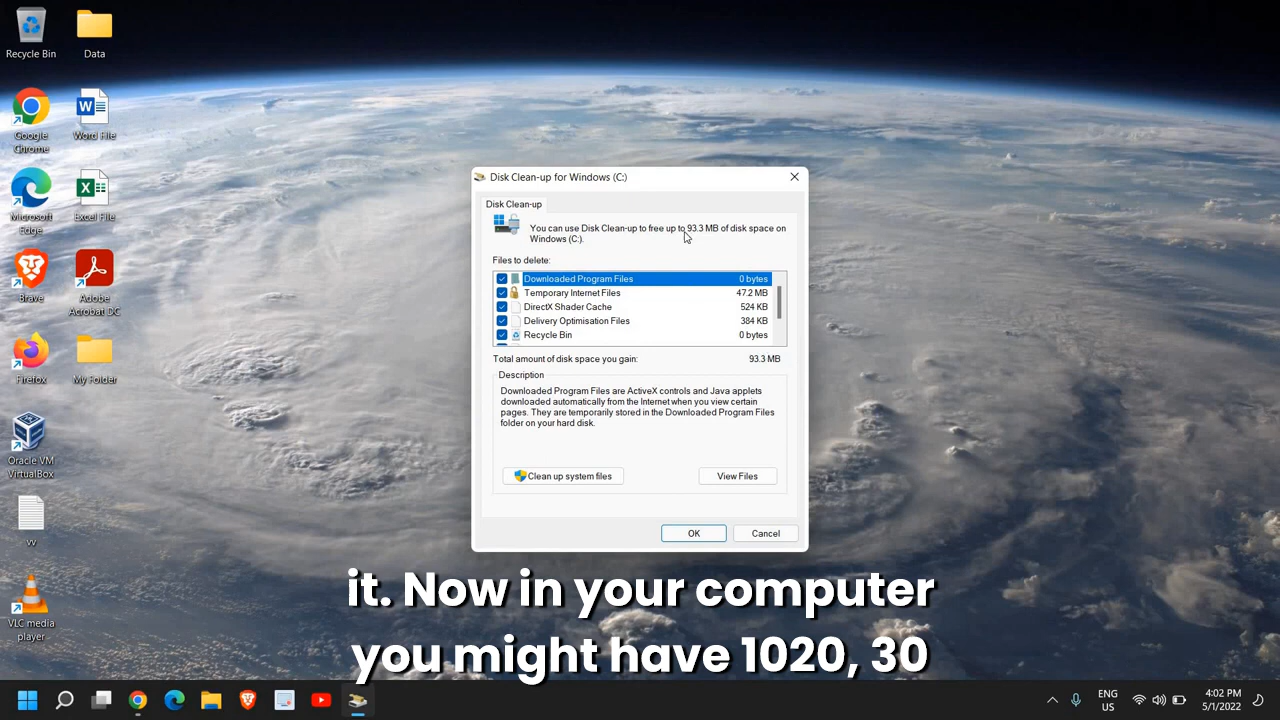 Recycle Bin
Data
Google
Chrome
Word File
Microsoft
Edge
Excel File
Brave
Adobe
Acrobat DC
Firefox
My Folder
Oracle VM
VirtualBox
vv
VLC media
player
Disk Clean-up for Windows (C:)
Disk Clean-up
You can use Disk Clean-up to free up to 93.3 MB of disk space on
Windows (C:).
Files to delete:
Downloaded Program Files 0 bytes
Temporary Internet Files 47.2 MB
DirectX Shader Cache 524 KB
Delivery Optimisation Files 384 KB
Recycle Bin 0 bytes
Total amount of disk space you gain: 93.3 MB
Description
Downloaded Program Files are ActiveX controls and Java applets
downloaded automatically from the Internet when you view certain
pages. They are temporarily stored in the Downloaded Program Files
folder on your hard disk.
Clean up system files
View Files
OK
Cancel
it. Now in your computer
you might have 1020, 30
ENG
US
4:02 PM
5/1/2022